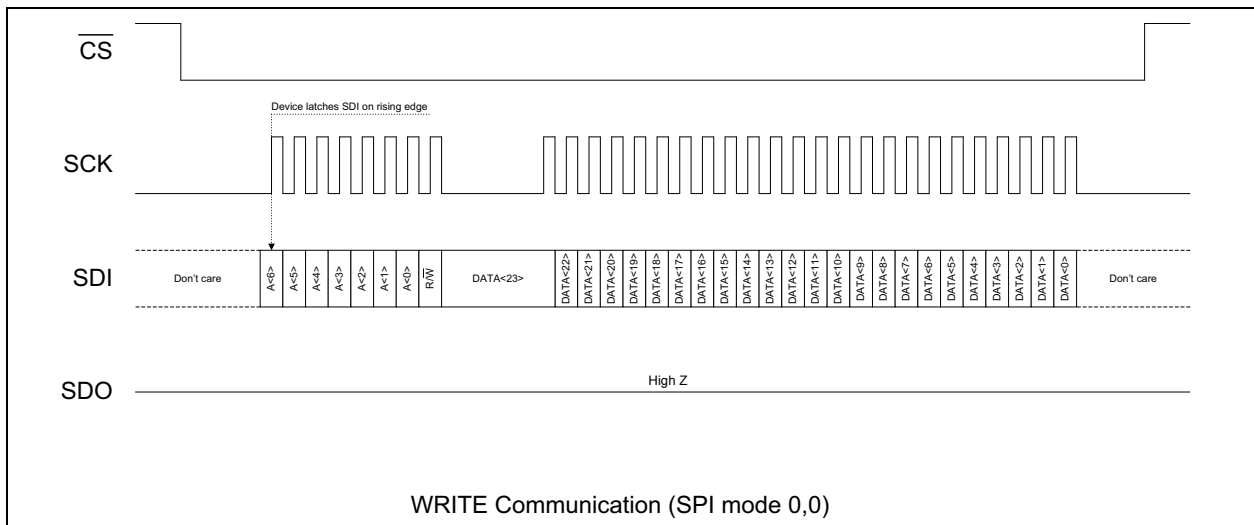 CS
Device latches SDI on rising edge
SCK
SDI
Don't care
A<6>
A<5>
A<4>
A<3>
A<2>
A<1>
A<0>
R/W
DATA<23>
DATA<22>
DATA<21>
DATA<20>
DATA<19>
DATA<18>
DATA<17>
DATA<16>
DATA<15>
DATA<14>
DATA<13>
DATA<12>
DATA<11>
DATA<10>
DATA<9>
DATA<8>
DATA<7>
DATA<6>
DATA<5>
DATA<4>
DATA<3>
DATA<2>
DATA<1>
DATA<0>
Don't care
High Z
SDO
WRITE Communication (SPI mode 0,0)